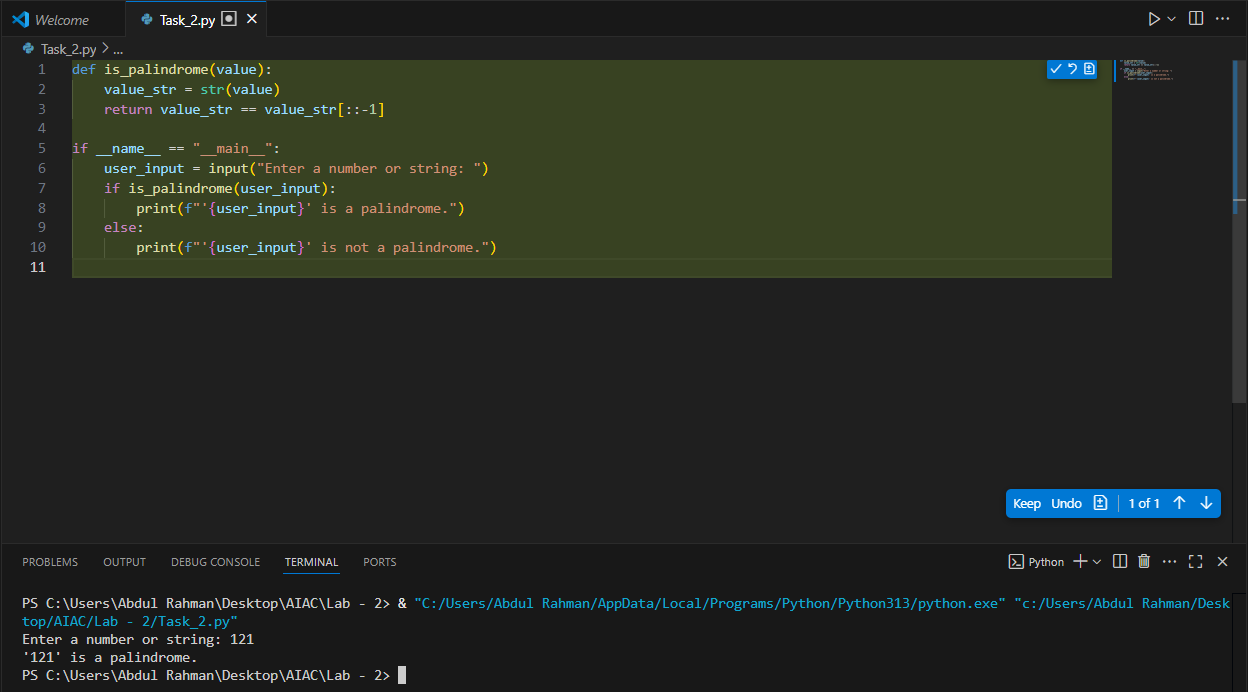 Welcome Task_2.py
Task_2.py > ...
1 def is_palindrome(value):
2     value_str = str(value)
3     return value_str == value_str[::-1]
4
5 if __name__ == "__main__":
6     user_input = input("Enter a number or string: ")
7     if is_palindrome(user_input):
8         print(f"'{user_input}' is a palindrome.")
9     else:
10         print(f"'{user_input}' is not a palindrome.")
11
Keep Undo 1 of 1
PROBLEMS OUTPUT DEBUG CONSOLE TERMINAL PORTS
Python
PS C:\Users\Abdul Rahman\Desktop\AIAC\Lab - 2> & "C:/Users/Abdul Rahman/AppData/Local/Programs/Python/Python313/python.exe" "c:/Users/Abdul Rahman/Desk
top/AIAC/Lab - 2/Task_2.py"
Enter a number or string: 121
'121' is a palindrome.
PS C:\Users\Abdul Rahman\Desktop\AIAC\Lab - 2>